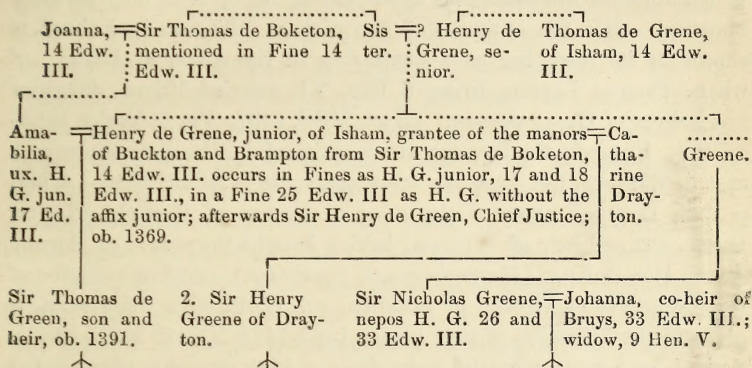 Joanna, Sir Thomas de Boketon, Sis ? Henry de Thomas de Grene,
14 Edw. mentioned in Fine 14 ter. Grene, se- of Isham, 14 Edw.
III. Edw. III. nior. III.
Ama- Henry de Grene, junior, of Isham, grantee of the manors Ca- ........
bilia, of Buckton and Brampton from Sir Thomas de Boketon, tha- Greene.
ux. H. 14 Edw. III. occurs in Fines as H. G. junior, 17 and 18 rine
G. jun. Edw. III., in a Fine 25 Edw. III as H. G. without the Dray-
17 Ed. affix junior; afterwards Sir Henry de Green, Chief Justice; ton.
III. ob. 1369.
Sir Thomas de 2. Sir Henry Sir Nicholas Greene, Johanna, co-heir of
Green, son and Greene of Dray- nepos H. G. 26 and Bruys, 33 Edw. III.;
heir, ob. 1391. ton. 33 Edw. III. widow, 9 Hen. V.